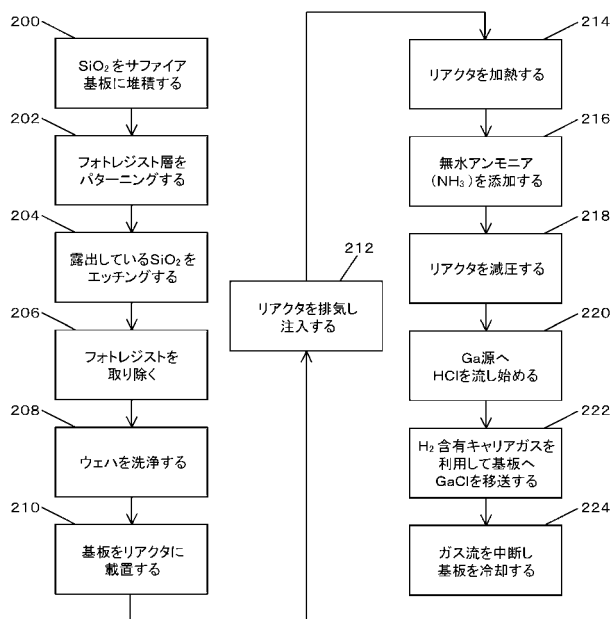 200
SiO₂をサファイア
基板に堆積する
202
フォトレジスト層を
パターニングする
204
露出しているSiO₂を
エッチングする
206
フォトレジストを
取り除く
208
ウェハを洗浄する
210
基板をリアクタに
載置する
212
リアクタを排気し
注入する
214
リアクタを加熱する
216
無水アンモニア
(NH₃)を添加する
218
リアクタを減圧する
220
Ga源へ
HClを流し始める
222
H₂含有キャリアガスを
利用して基板へ
GaClを移送する
224
ガス流を中断し
基板を冷却する